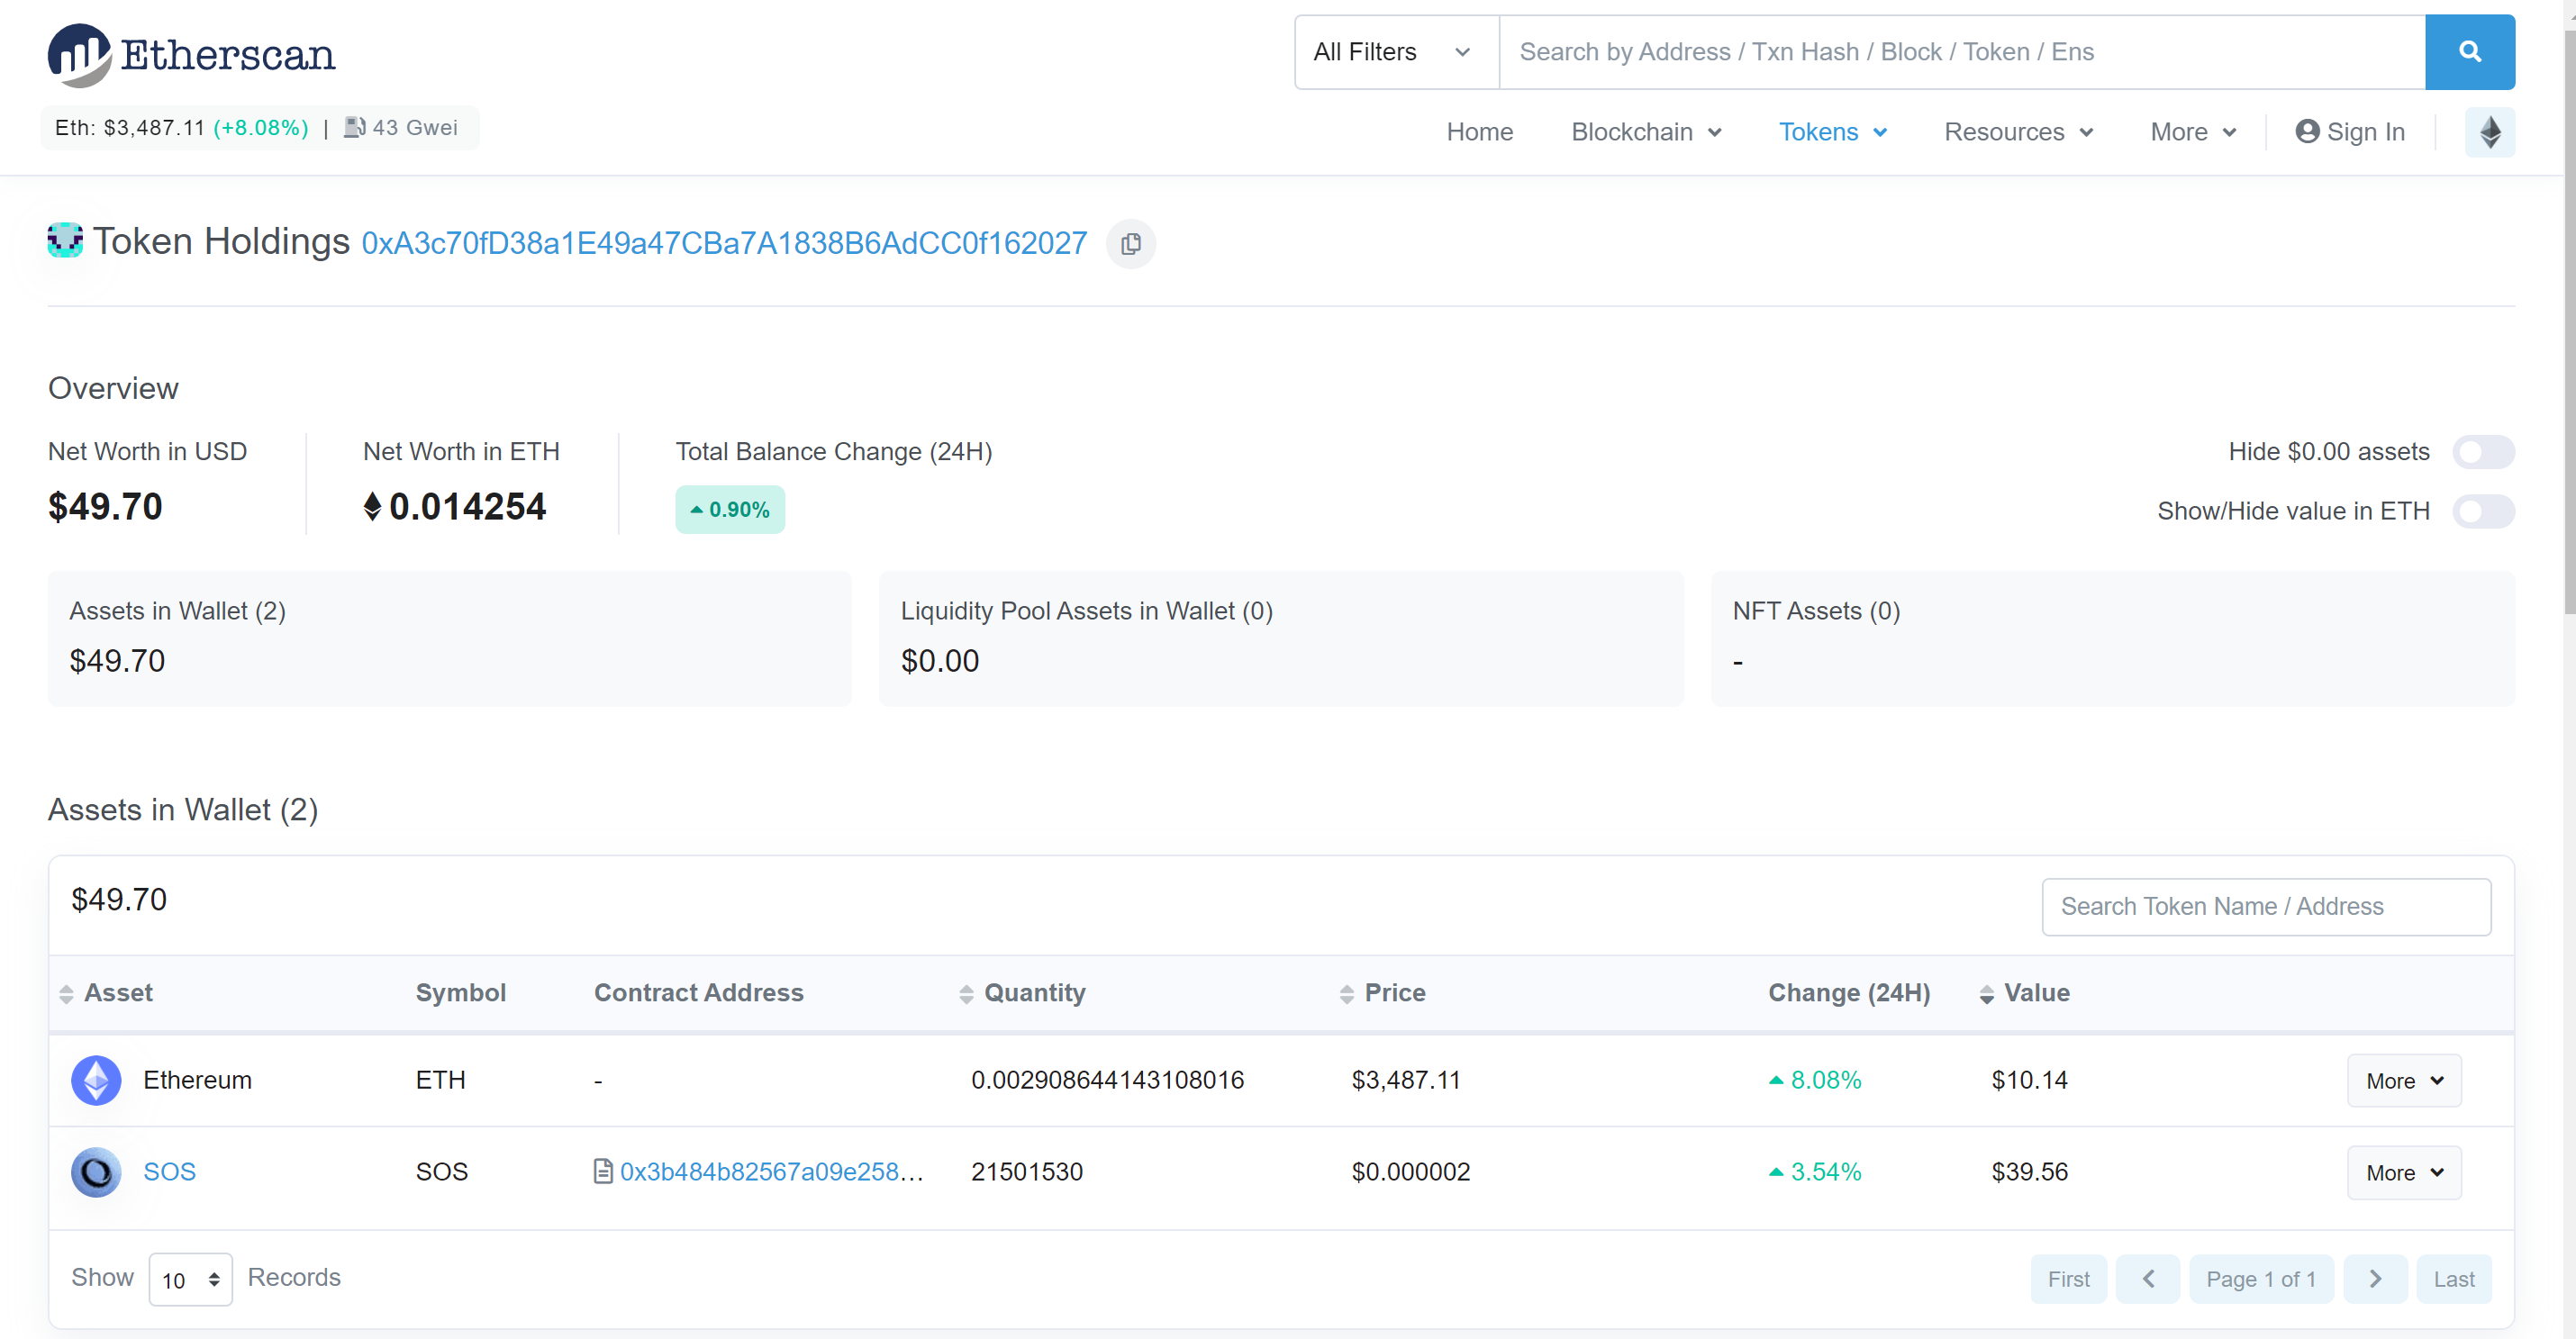 Etherscan
All Filters
Search by Address / Txn Hash / Block / Token / Ens
Eth: $3,487.11 (+8.08%) | 43 Gwei
Home Blockchain Tokens Resources More Sign In
Token Holdings 0xA3c70fD38a1E49a47CBa7A1838B6AdCC0f162027
Overview
Net Worth in USD
$49.70
Net Worth in ETH
0.014254
Total Balance Change (24H)
0.90%
Hide $0.00 assets
Show/Hide value in ETH
Assets in Wallet (2)
$49.70
Liquidity Pool Assets in Wallet (0)
$0.00
NFT Assets (0)
-
Assets in Wallet (2)
$49.70
Search Token Name / Address
Asset Symbol Contract Address Quantity Price Change (24H) Value
Ethereum ETH - 0.002908644143108016 $3,487.11 8.08% $10.14 More
SOS SOS 0x3b484b82567a09e258... 21501530 $0.000002 3.54% $39.56 More
Show 10 Records
First Page 1 of 1 Last